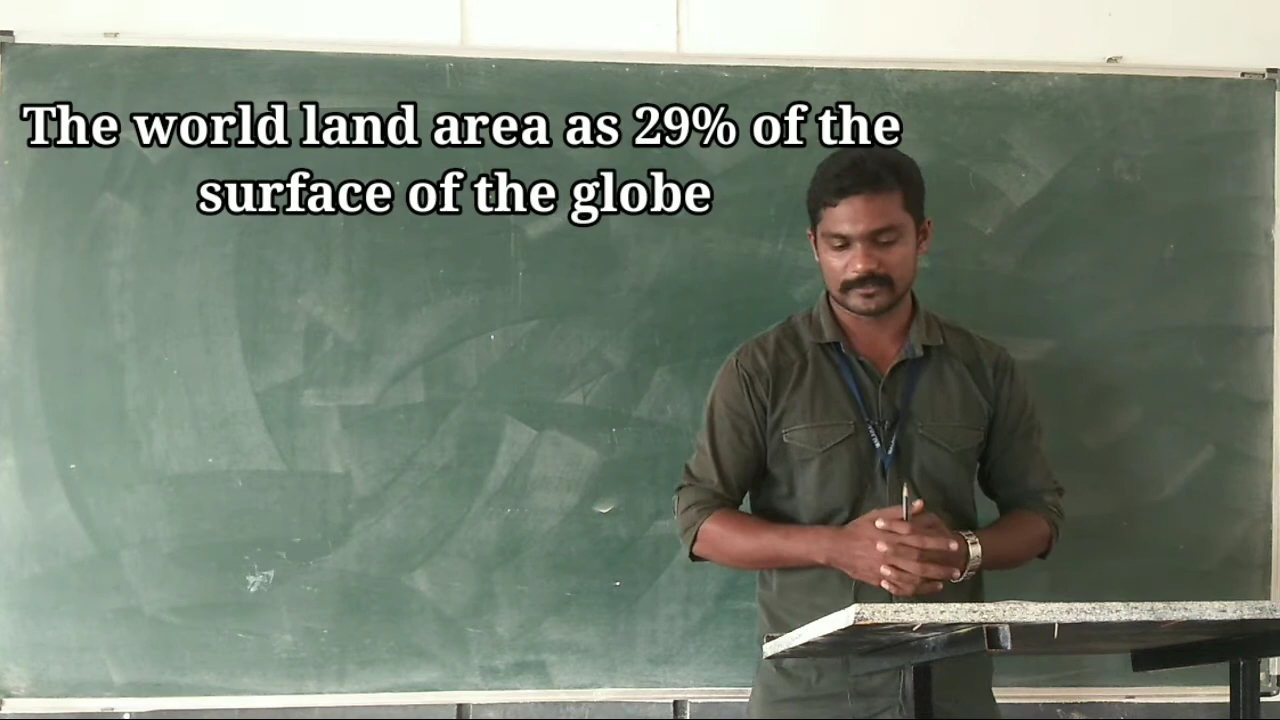 The world land area as 29% of the
surface of the globe